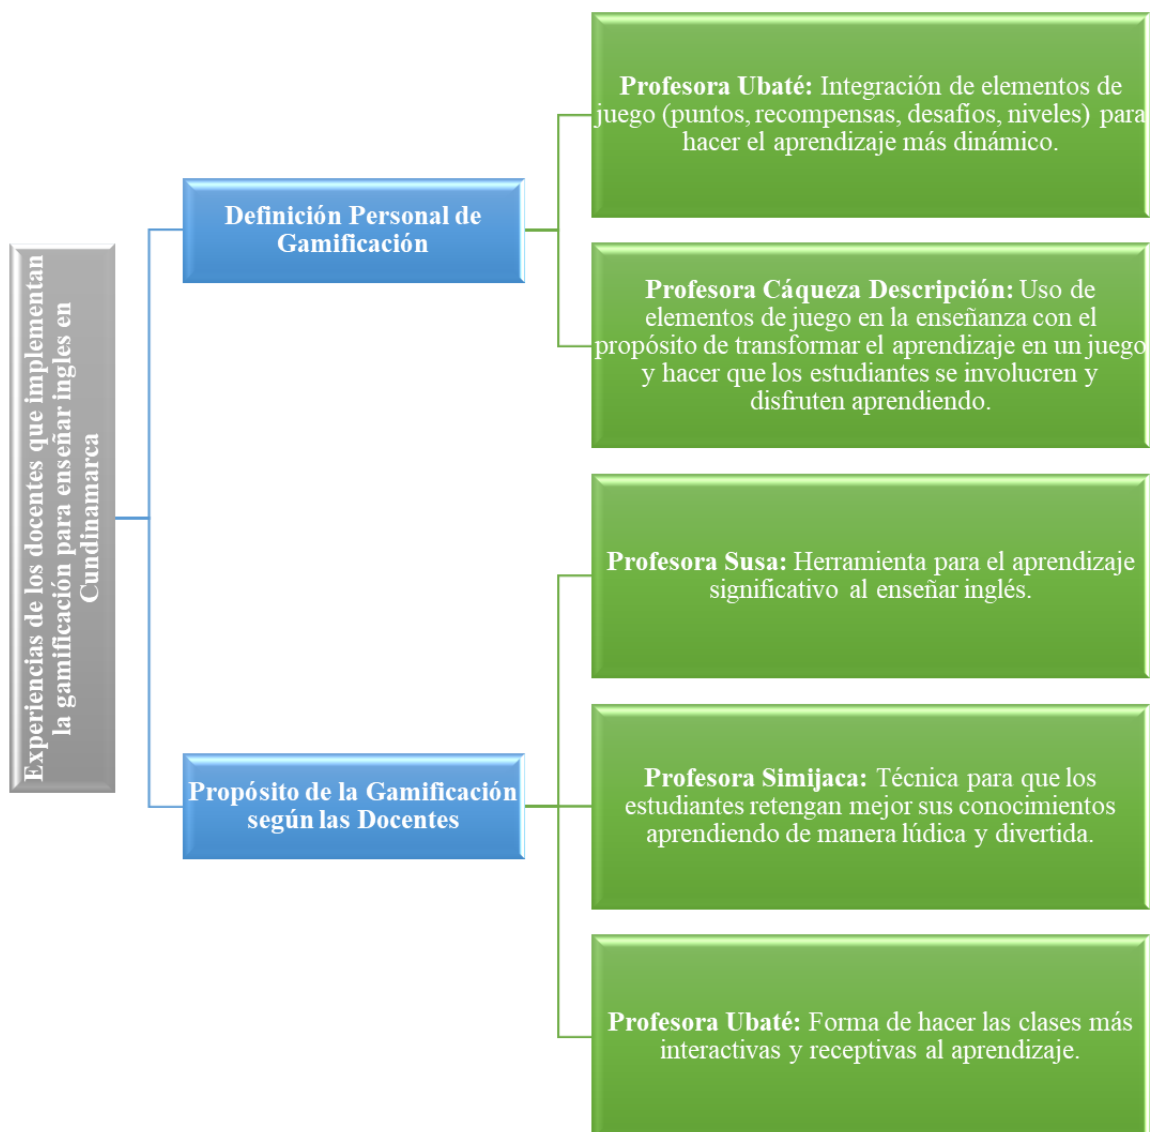 Experiencias de los docentes que implementan
la gamificación para enseñar ingles en
Cundinamarca
Definición Personal de
Gamificación
Profesora Ubaté: Integración de elementos de
juego (puntos, recompensas, desafíos, niveles) para
hacer el aprendizaje más dinámico.
Profesora Cáqueza Descripción: Uso de
elementos de juego en la enseñanza con el
propósito de transformar el aprendizaje en un juego
y hacer que los estudiantes se involucren y
disfruten aprendiendo.
Propósito de la Gamificación
según las Docentes
Profesora Susa: Herramienta para el aprendizaje
significativo al enseñar inglés.
Profesora Simijaca: Técnica para que los
estudiantes retengan mejor sus conocimientos
aprendiendo de manera lúdica y divertida.
Profesora Ubaté: Forma de hacer las clases más
interactivas y receptivas al aprendizaje.